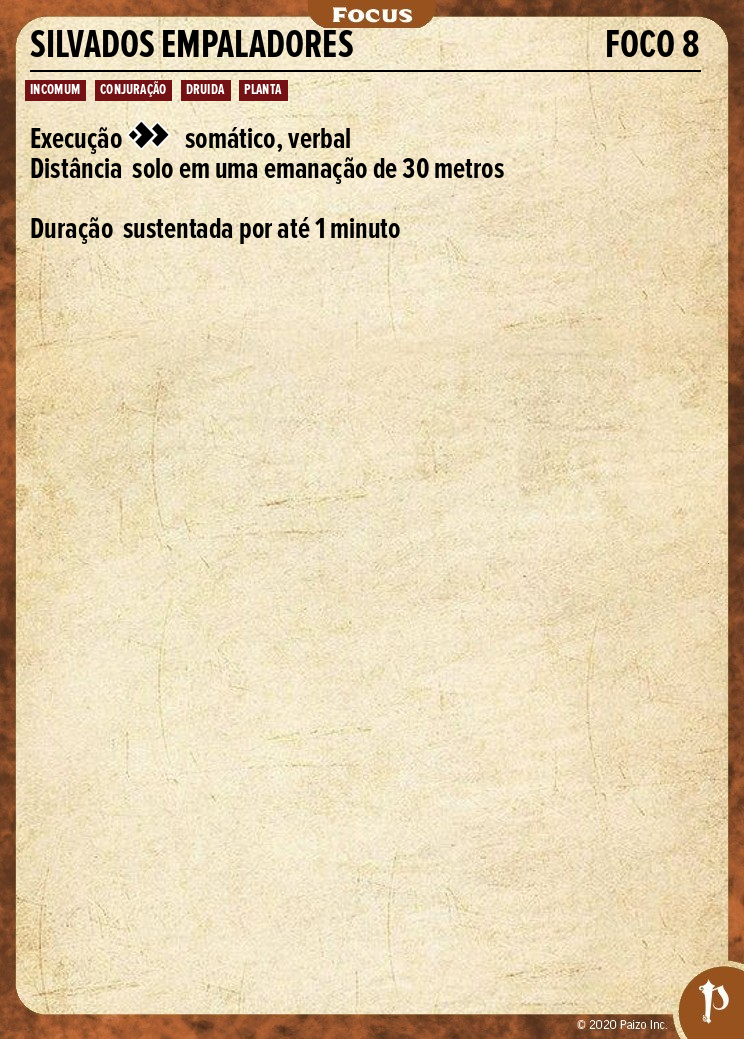 Focus
SILVADOS EMPALADORES FOCO 8
INCOMUM CONJURAÇÃO DRUIDA PLANTA
Execução somático, verbal
Distância solo em uma emanação de 30 metros
Duração sustentada por até 1 minuto
© 2020 Paizo Inc.